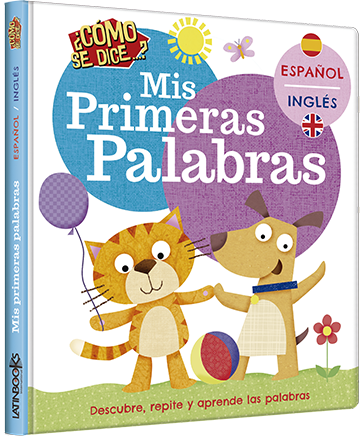 ¿CÓMO
SE DICE...?
Mis
Primeras
Palabras
ESPAÑOL
INGLÉS
Descubre, repite y aprende las palabras
ESPAÑOL / INGLÉS
Mis primeras palabras
LATINBOOKS